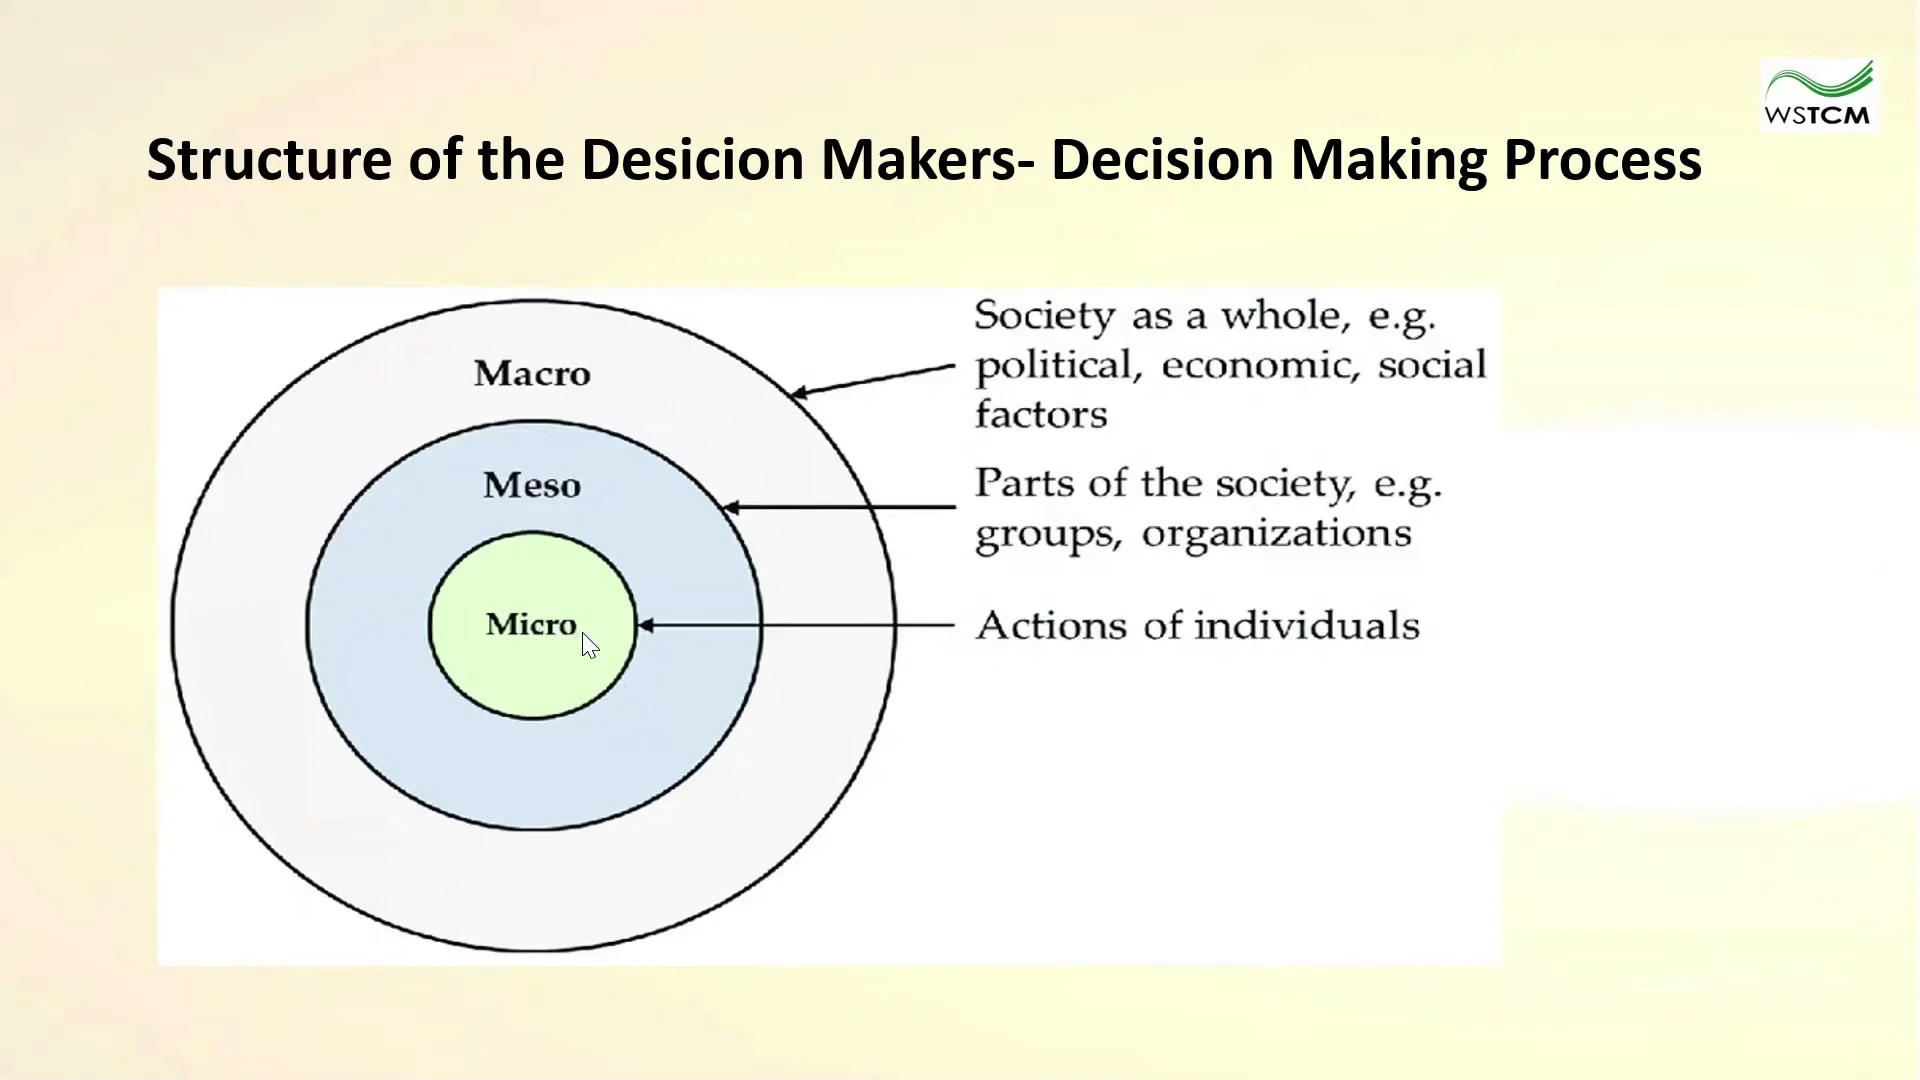 WSTCM
Structure of the Desicion Makers- Decision Making Process
Macro
Meso
Micro
Society as a whole, e.g.
political, economic, social
factors
Parts of the society, e.g.
groups, organizations
Actions of individuals